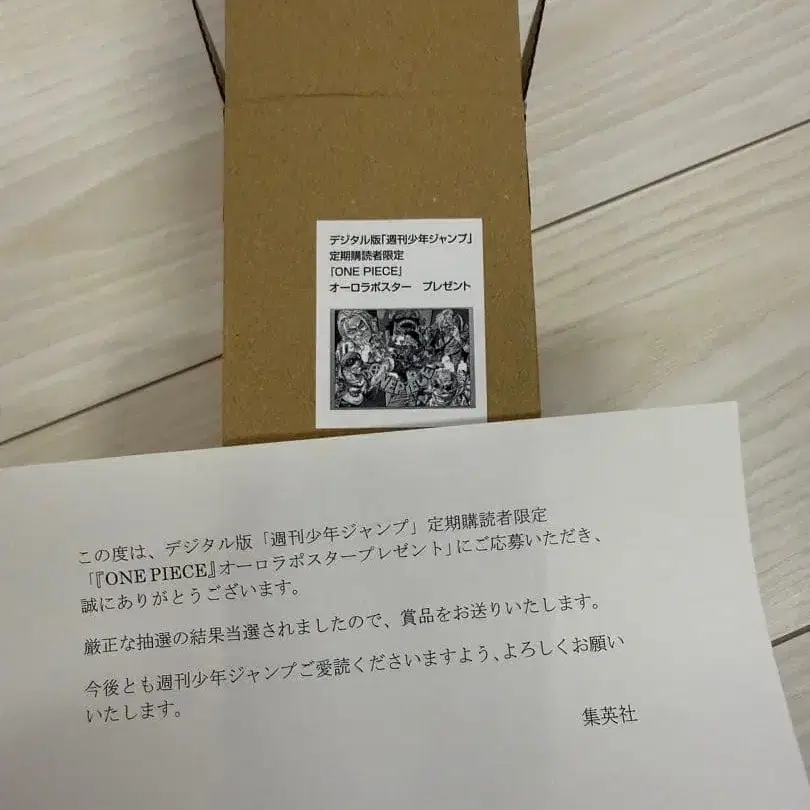 デジタル版「週刊少年ジャンプ」
定期購読者限定
『ONE PIECE』
オーロラポスター　プレゼント
ONE PIECE
この度は、デジタル版「週刊少年ジャンプ」定期購読者限定
「『ONE PIECE』オーロラポスタープレゼント」にご応募いただき、
誠にありがとうございます。
厳正な抽選の結果当選されましたので、賞品をお送りいたします。
今後とも週刊少年ジャンプご愛読くださいますよう、よろしくお願い
いたします。
集英社